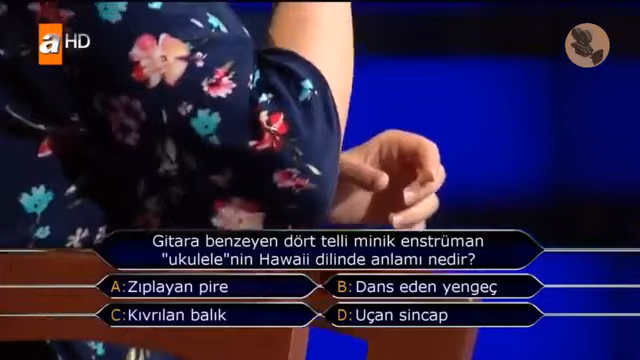 a HD
Gitara benzeyen dört telli minik enstrüman
"ukulele"nin Hawaii dilinde anlamı nedir?
A: Zıplayan pire
B: Dans eden yengeç
C: Kıvrılan balık
D: Uçan sincap